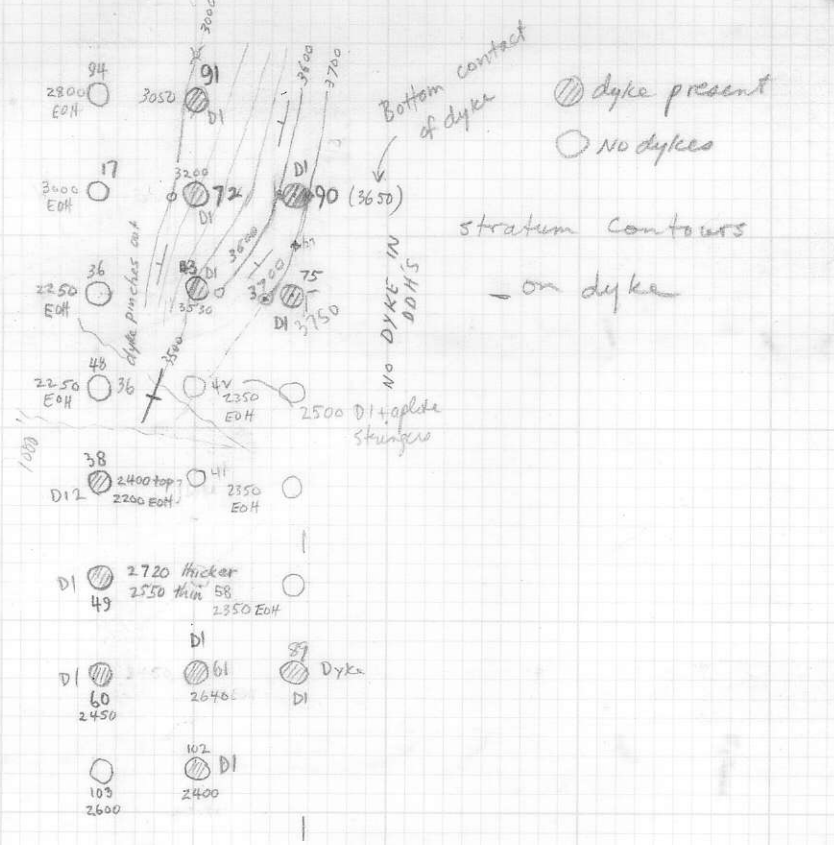 3000
94
2800
EOH
91
3050
D1
3600
3700
Bottom contact
of dyke
dyke present
No dykes
17
3000
EOH
3200
72
D1
D1
90 (3650)
stratum contours
- on dyke
36
2250
EOH
dyke pinches out
D1
3530
3600
3700
75
D1
3750
NO DYKE IN
DDH'S
3500
48
2250
EOH
36
42
2350
EOH
2500 D1 + aplite
stringers
1000'
38
D12
2400 top
2200 EOH
41
2350
EOH
D1
49
2720 thicker
2550 thin
58
2350 EOH
D1
60
2450
D1
61
2640
89
Dyke
D1
103
2600
102
D1
2400